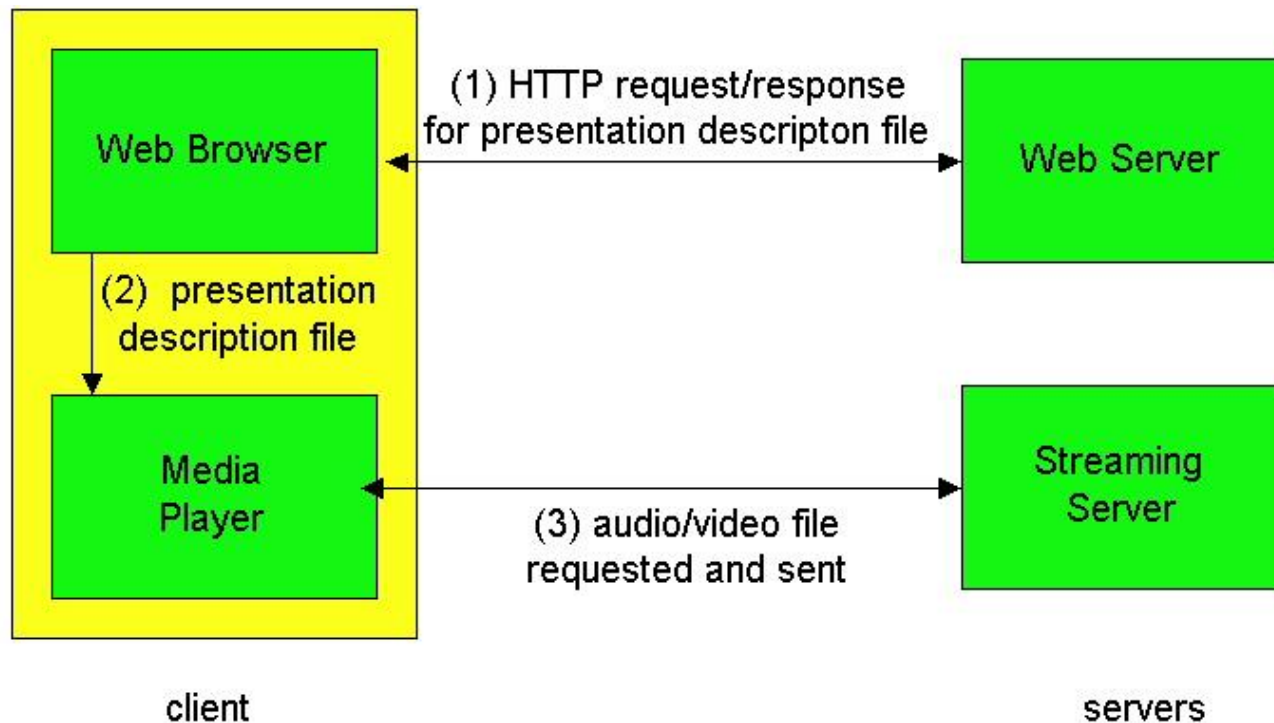 Web Browser
(1) HTTP request/response
for presentation descripton file
Web Server
(2) presentation
description file
Media
Player
(3) audio/video file
requested and sent
Streaming
Server
client
servers